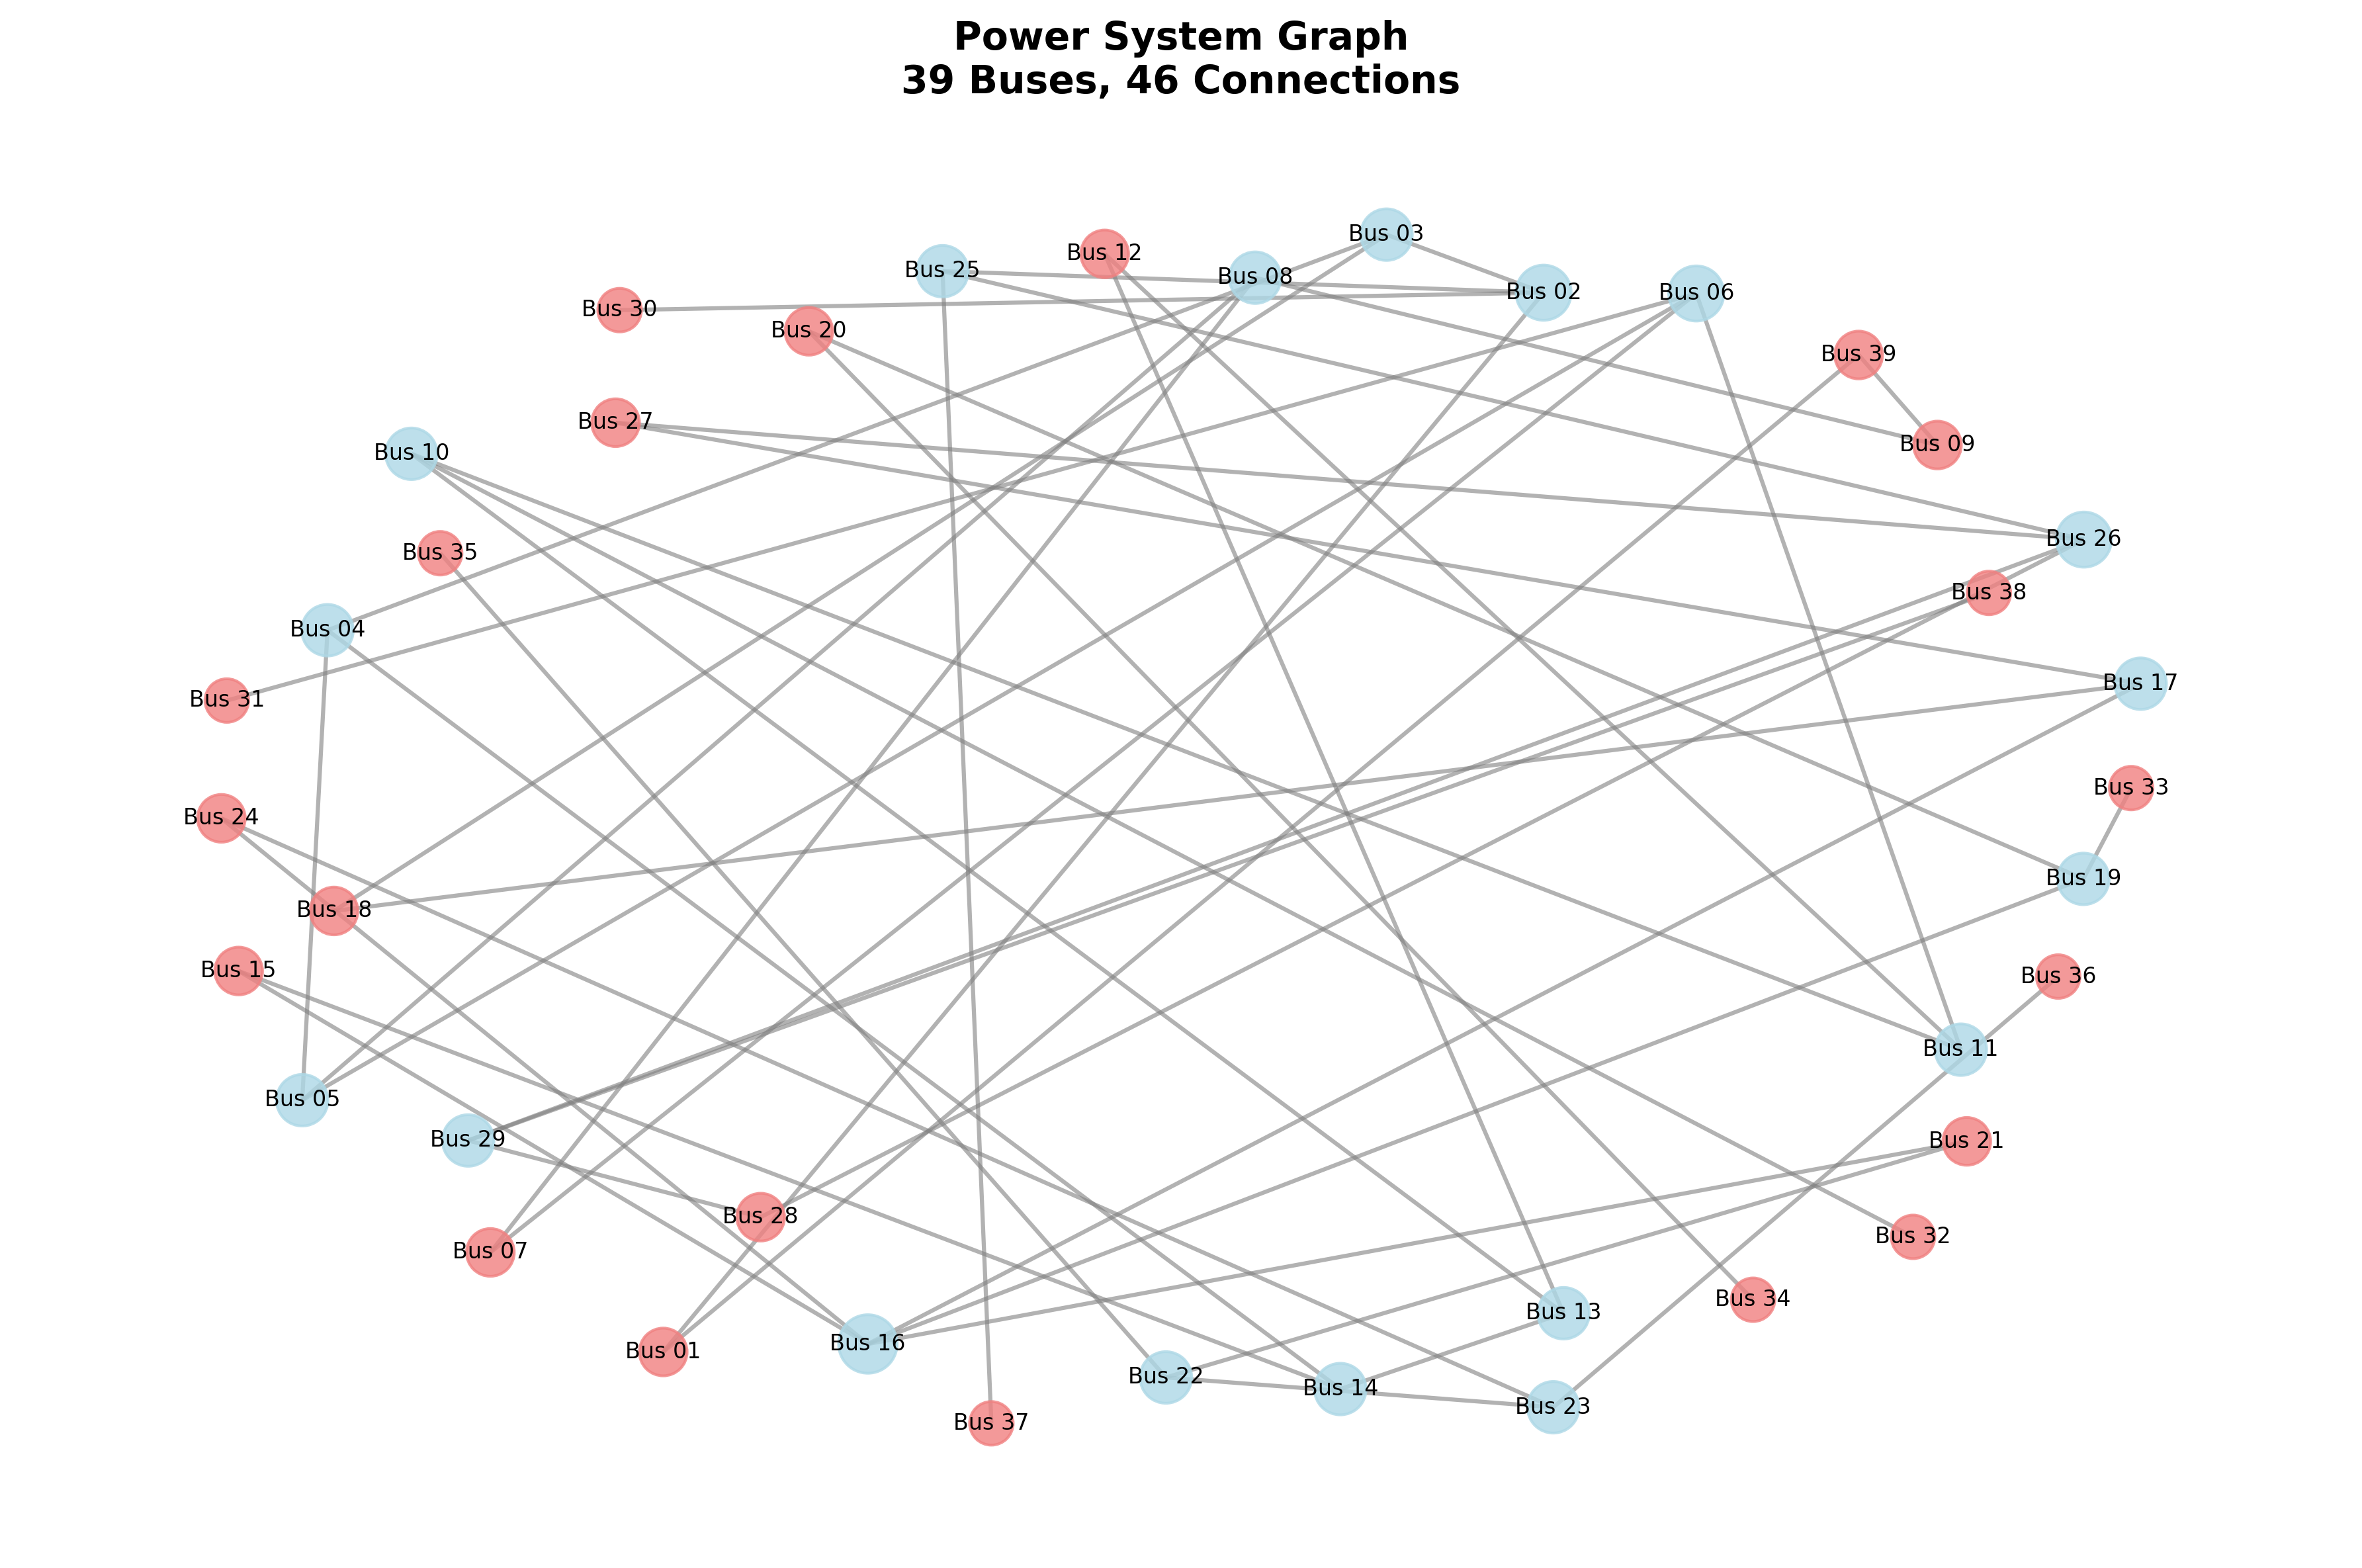 Power System Graph
39 Buses, 46 Connections
Bus 03
Bus 12
Bus 25
Bus 08
Bus 02
Bus 06
Bus 30
Bus 20
Bus 39
Bus 27
Bus 09
Bus 10
Bus 26
Bus 35
Bus 38
Bus 04
Bus 17
Bus 31
Bus 33
Bus 24
Bus 19
Bus 18
Bus 15
Bus 36
Bus 11
Bus 05
Bus 29
Bus 21
Bus 28
Bus 32
Bus 07
Bus 34
Bus 13
Bus 16
Bus 01
Bus 22
Bus 14
Bus 23
Bus 37